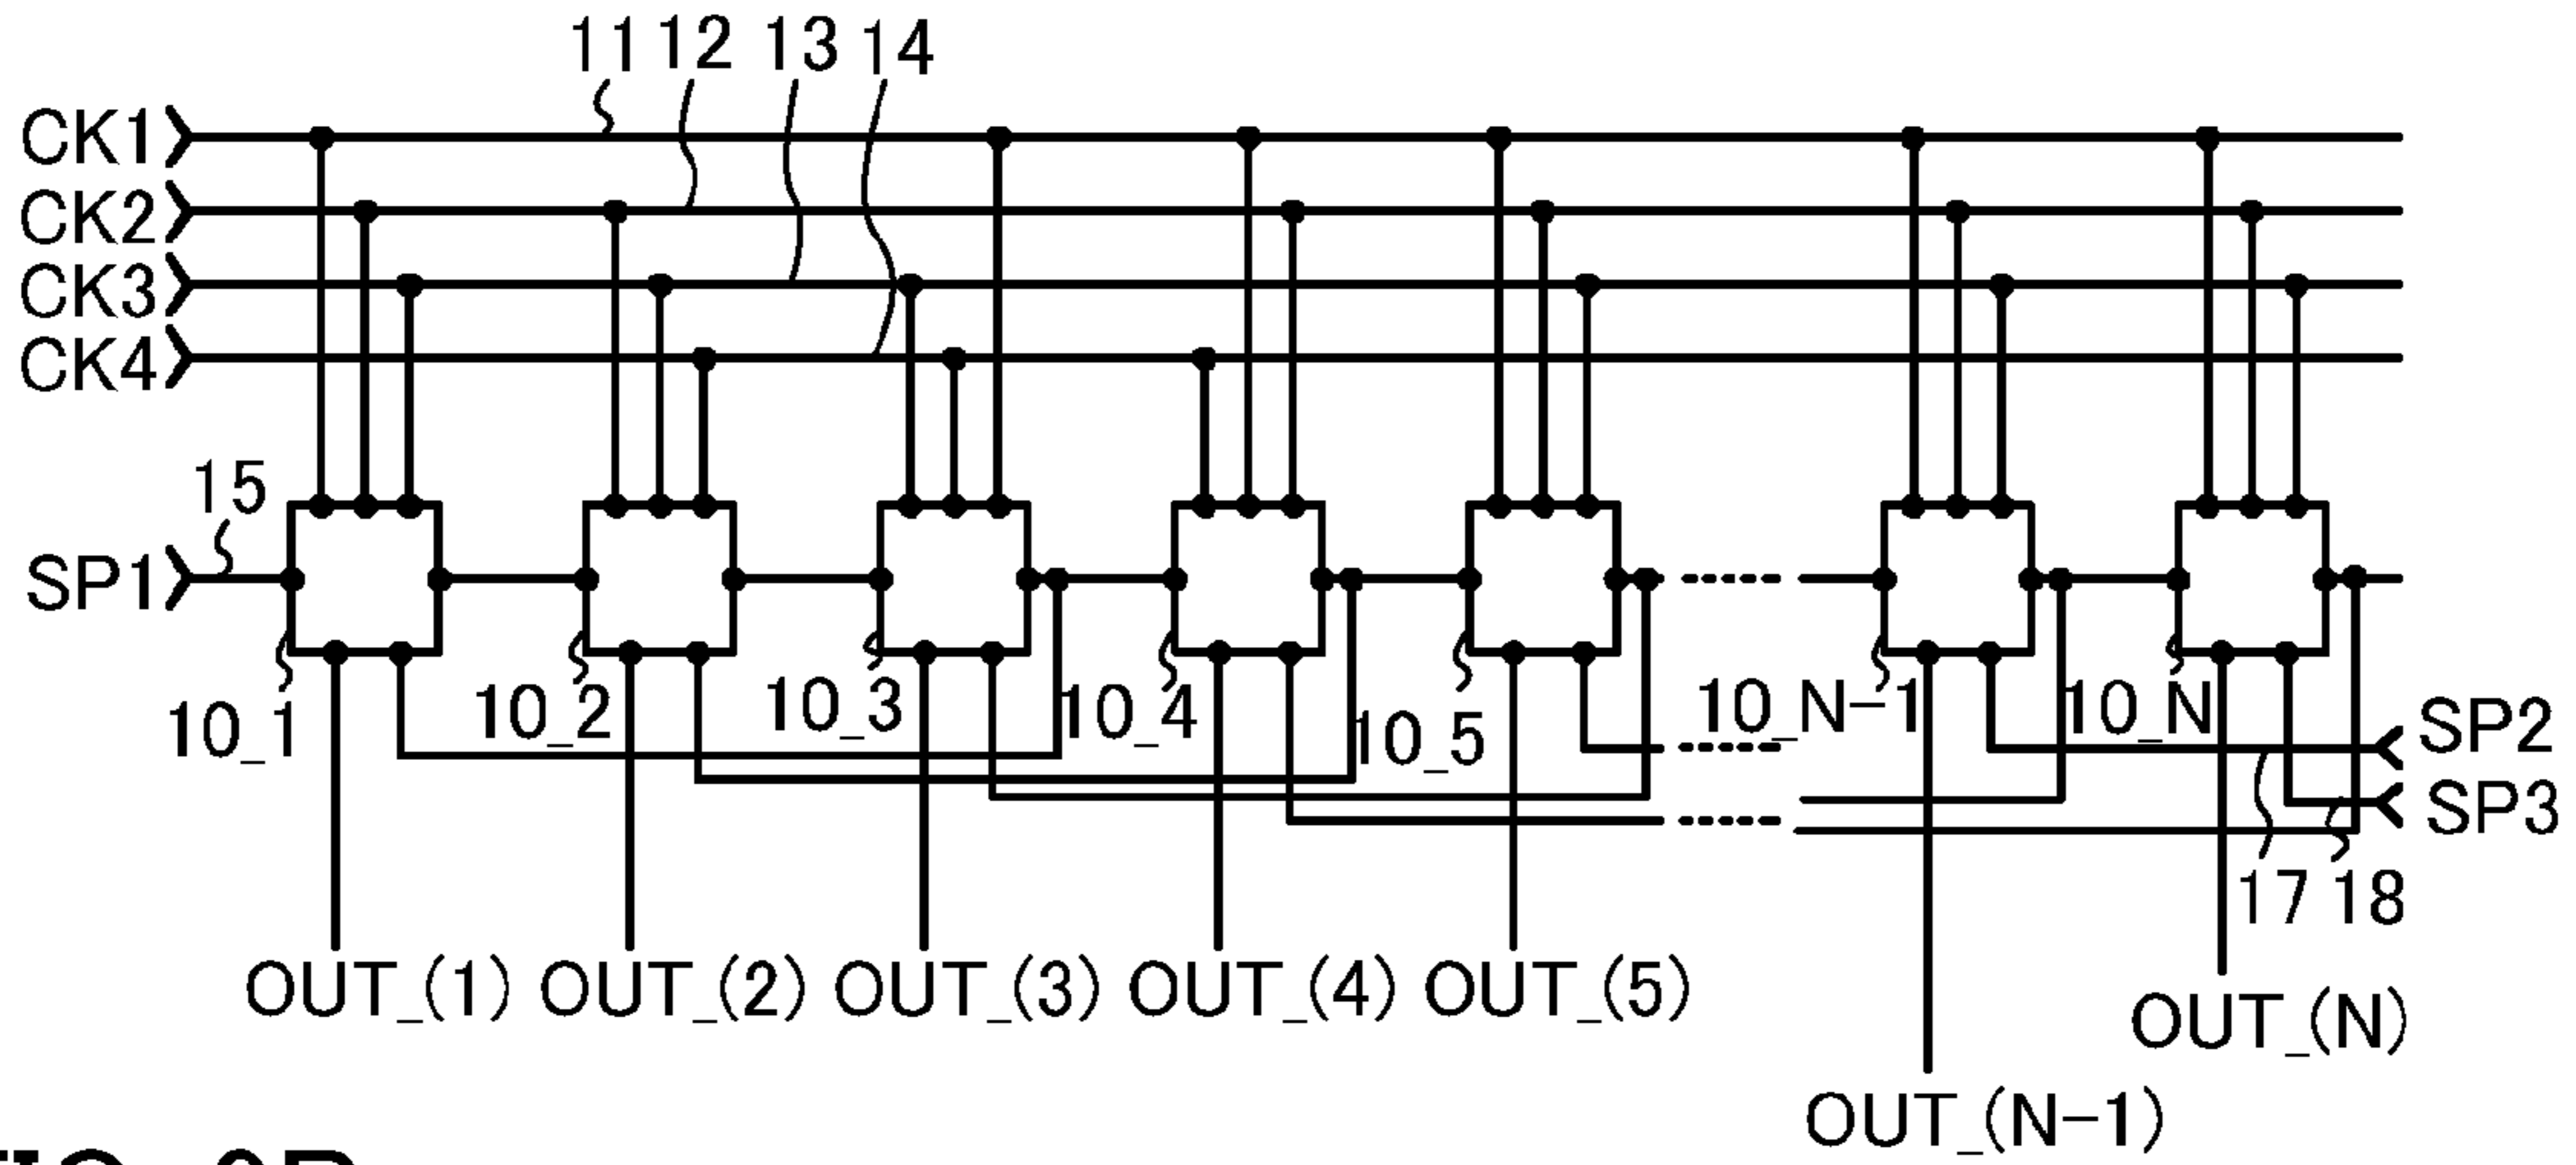 11 12 13 14
CK1
CK2
CK3
CK4
15
SP1
10_1
10_2
10_3
10_4
10_5
10_N-1
10_N
SP2
SP3
17 18
OUT_(1) OUT_(2) OUT_(3) OUT_(4) OUT_(5)
OUT_(N)
OUT_(N-1)